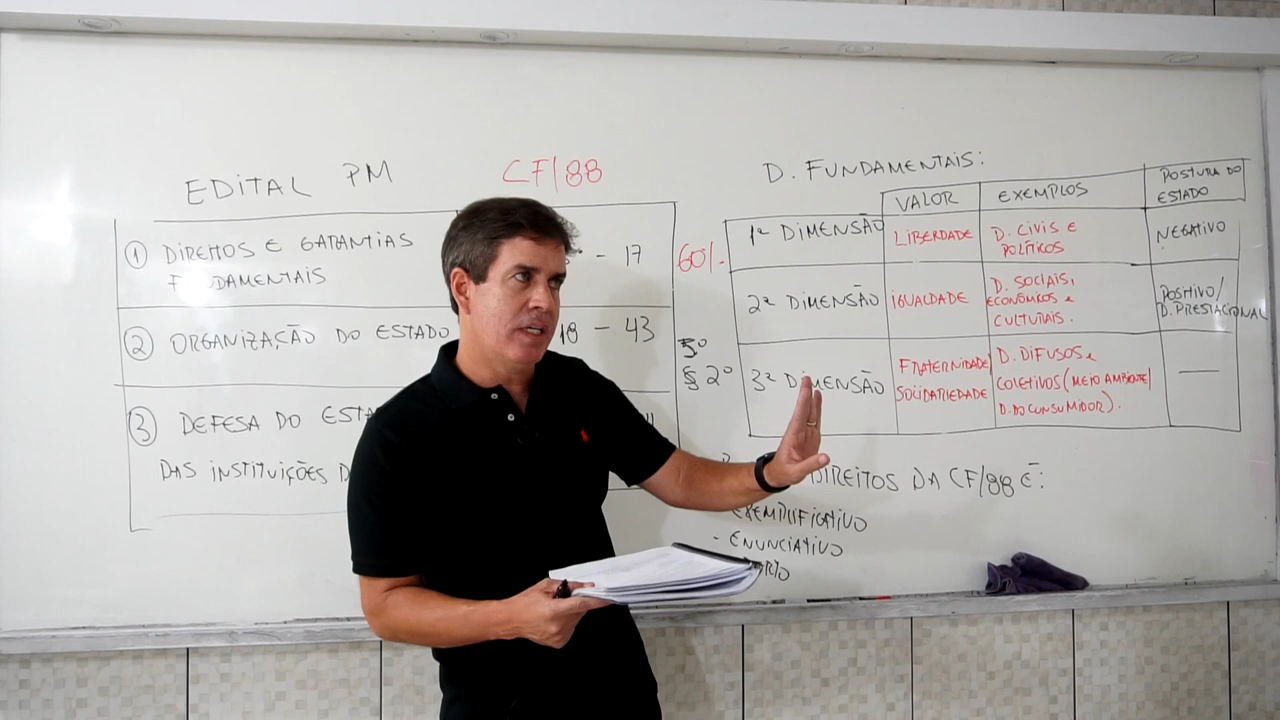 EDITAL PM CF/88
① DIREITOS E GARANTIAS
FUNDAMENTAIS
- 17
60%.
② ORGANIZAÇÃO DO ESTADO 18 - 43
③ DEFESA DO
DAS INSTITUIÇÕES
5º
§ 2º
D. FUNDAMENTAIS:
VALOR EXEMPLOS POSTURA DO
ESTADO
1ª DIMENSÃO LIBERDADE D. CIVIS E
POLÍTICOS NEGATIVO
2ª DIMENSÃO IGUALDADE D. SOCIAIS,
ECONÔMICOS e
CULTURAIS. POSITIVO/
D. PRESTACIONAL
3ª DIMENSÃO FRATERNIDADE/
SOLIDARIEDADE D. DIFUSOS e
COLETIVOS (MEIO AMBIENTE/
D. DO CONSUMIDOR). —
DIREITOS DA CF/88 É:
EXEMPLIFICATIVO
- ENUNCIATIVO